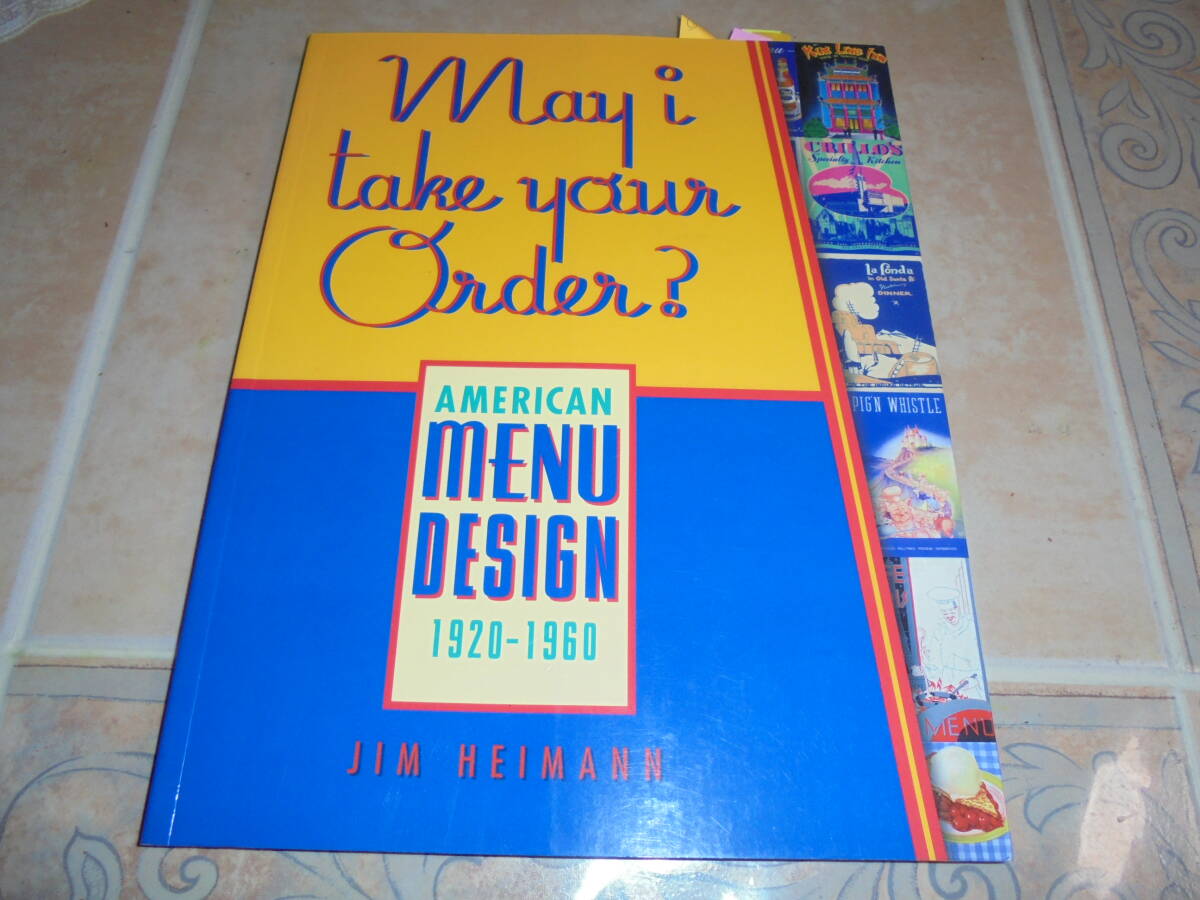 May i
take your
Order?
AMERICAN
MENU
DESIGN
1920-1960
JIM HEIMANN
CRILLO'S
Specialty Kitchen
La Fonda
in Old Santa Fé
DINNER
PIG'N WHISTLE
MENU